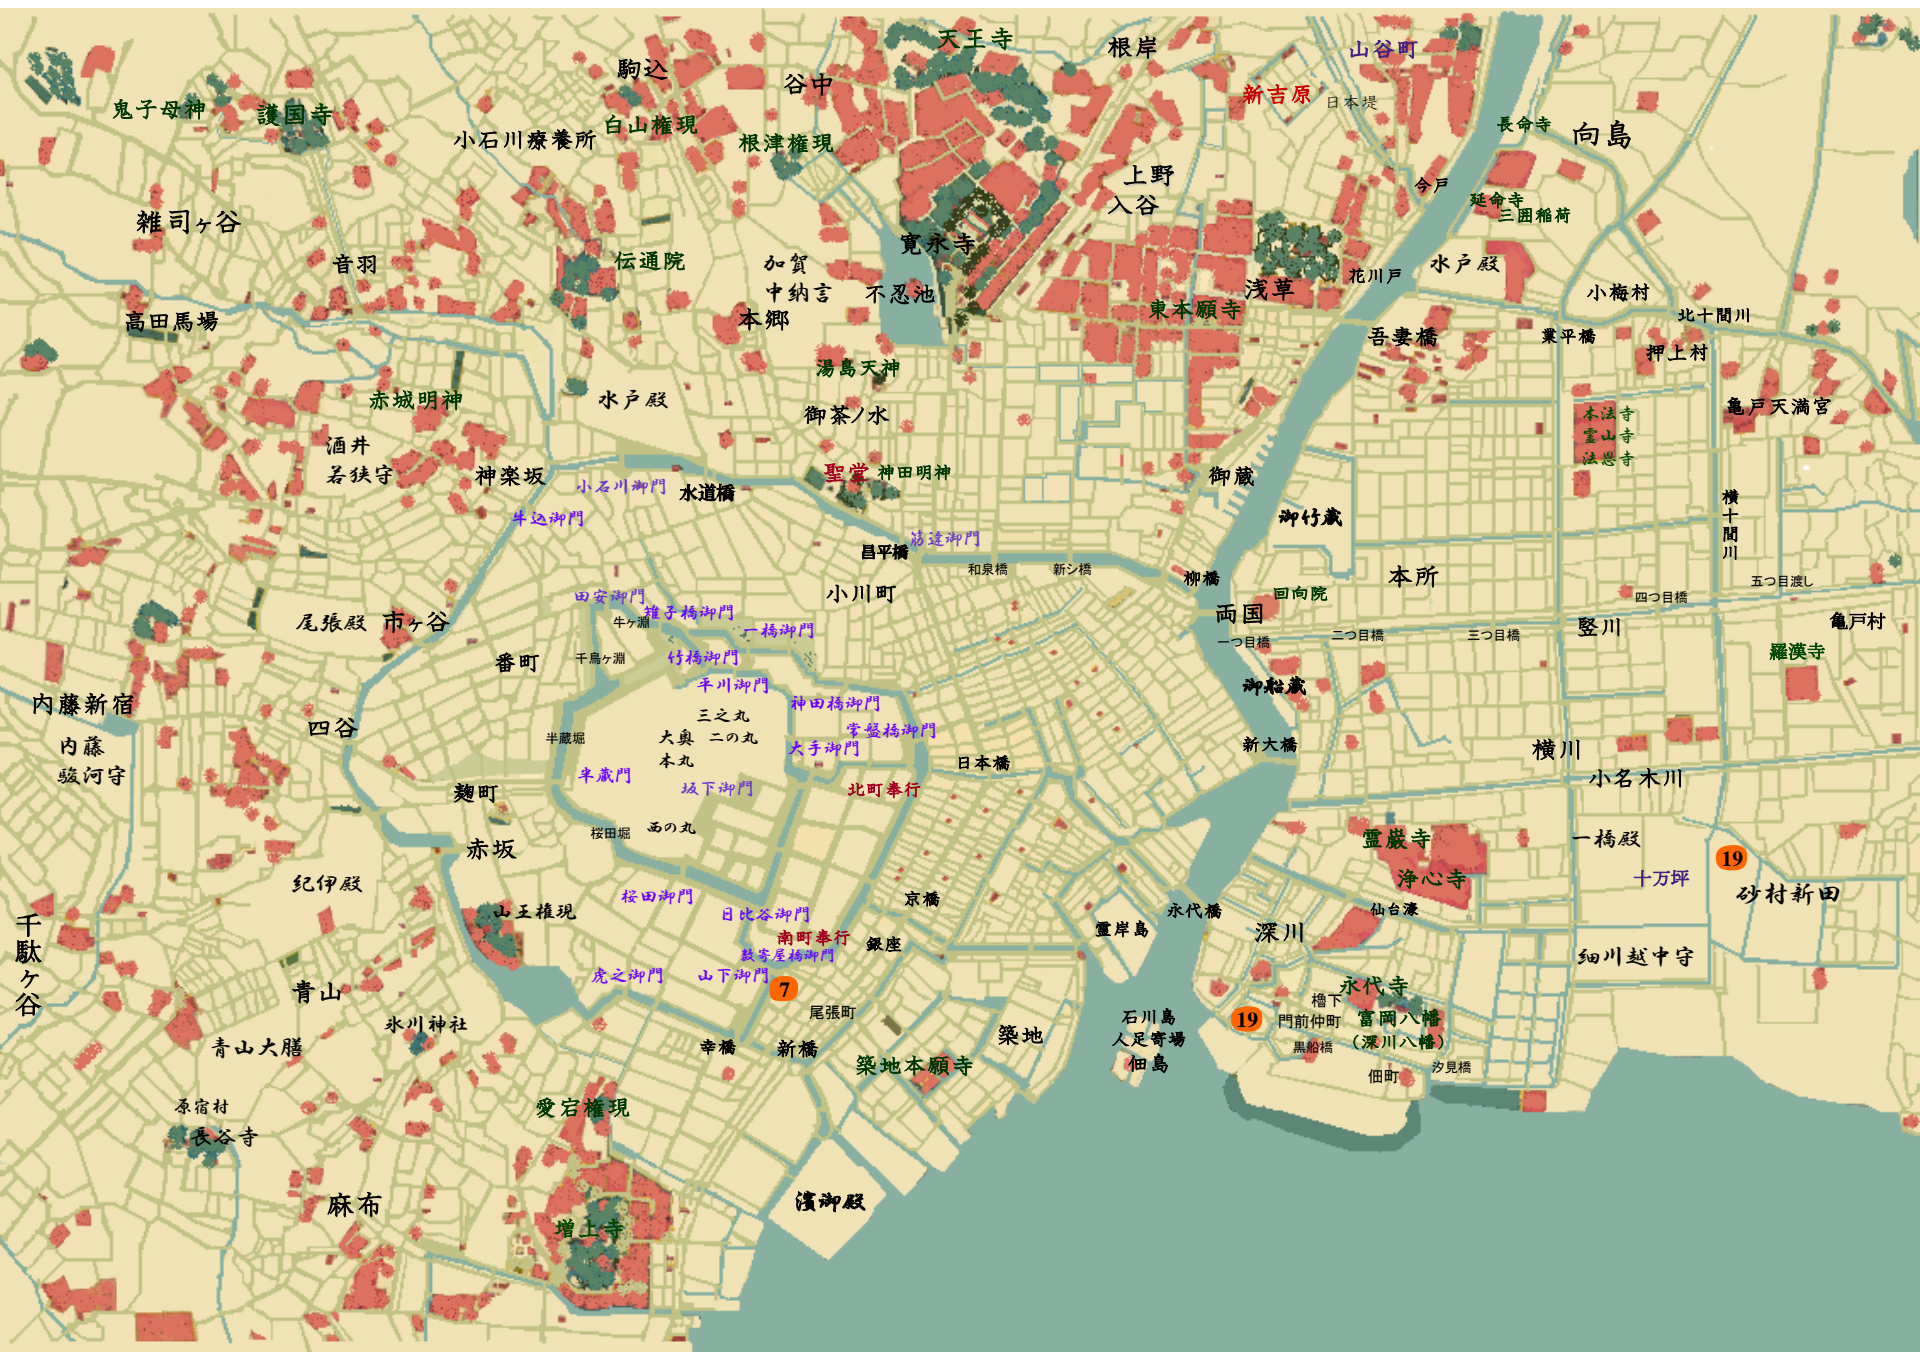 天王寺
根岸
山谷町
駒込
谷中
新吉原
日本堤
鬼子母神
護国寺
小石川療養所
白山権現
根津権現
長命寺
向島
上野
入谷
今戸
延命寺
三囲稲荷
雑司ヶ谷
音羽
伝通院
加賀
中納言
寛永寺
不忍池
本郷
浅草
花川戸
水戸殿
小梅村
北十間川
東本願寺
吾妻橋
業平橋
押上村
高田馬場
赤城明神
水戸殿
湯島天神
御茶ノ水
本法寺
霊山寺
法恩寺
亀戸天満宮
酒井
若狭守
神楽坂
小石川御門
水道橋
聖堂
神田明神
御蔵
牛込御門
御竹蔵
横十間川
昌平橋
筋違御門
和泉橋
新シ橋
柳橋
本所
五つ目渡し
小川町
回向院
四つ目橋
両国
一つ目橋
二つ目橋
三つ目橋
竪川
亀戸村
羅漢寺
尾張殿
市ヶ谷
田安御門
雉子橋御門
牛ヶ淵
一橋御門
番町
千鳥ヶ淵
竹橋御門
平川御門
御船蔵
内藤新宿
内藤
駿河守
四谷
神田橋御門
三之丸
常盤橋御門
大奥
二の丸
大手御門
半蔵堀
本丸
日本橋
新大橋
横川
小名木川
半蔵門
坂下御門
北町奉行
麹町
桜田堀
西の丸
赤坂
霊巌寺
一橋殿
19
浄心寺
十万坪
砂村新田
紀伊殿
桜田御門
京橋
山王権現
日比谷御門
永代橋
仙台濠
千駄ヶ谷
南町奉行
銀座
霊岸島
深川
数寄屋橋御門
細川越中守
虎之御門
山下御門
7
青山
尾張町
永代寺
櫓下
氷川神社
石川島
人足寄場
佃島
19
門前仲町
富岡八幡
(深川八幡)
青山大膳
幸橋
新橋
築地
黒船橋
築地本願寺
汐見橋
佃町
原宿村
長谷寺
愛宕権現
麻布
濱御殿
増上寺